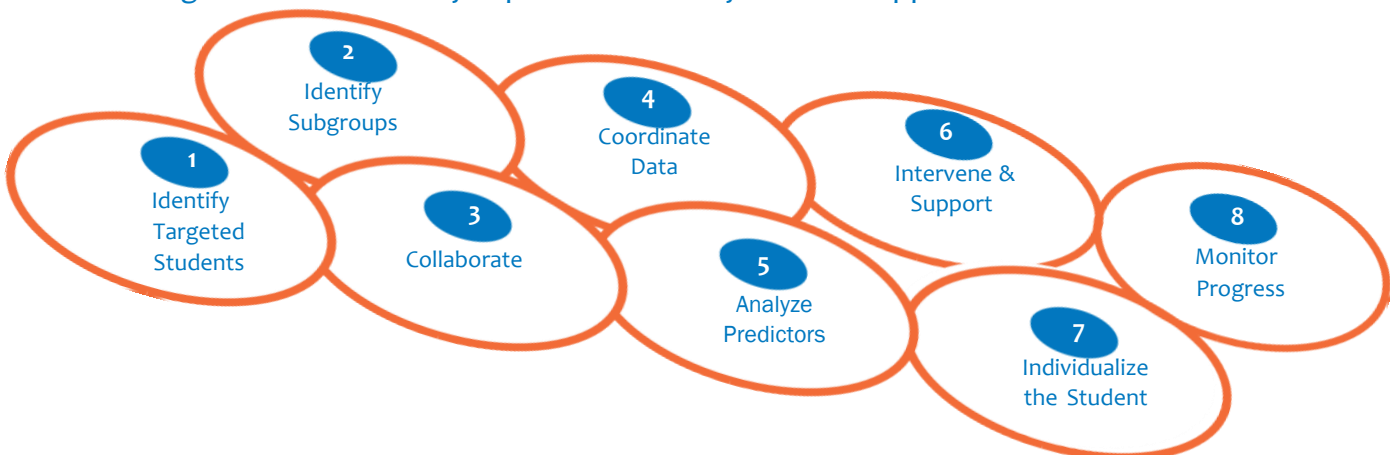 1
Identify
Targeted
Students
2
Identify
Subgroups
3
Collaborate
4
Coordinate
Data
5
Analyze
Predictors
6
Intervene &
Support
7
Individualize
the Student
8
Monitor
Progress